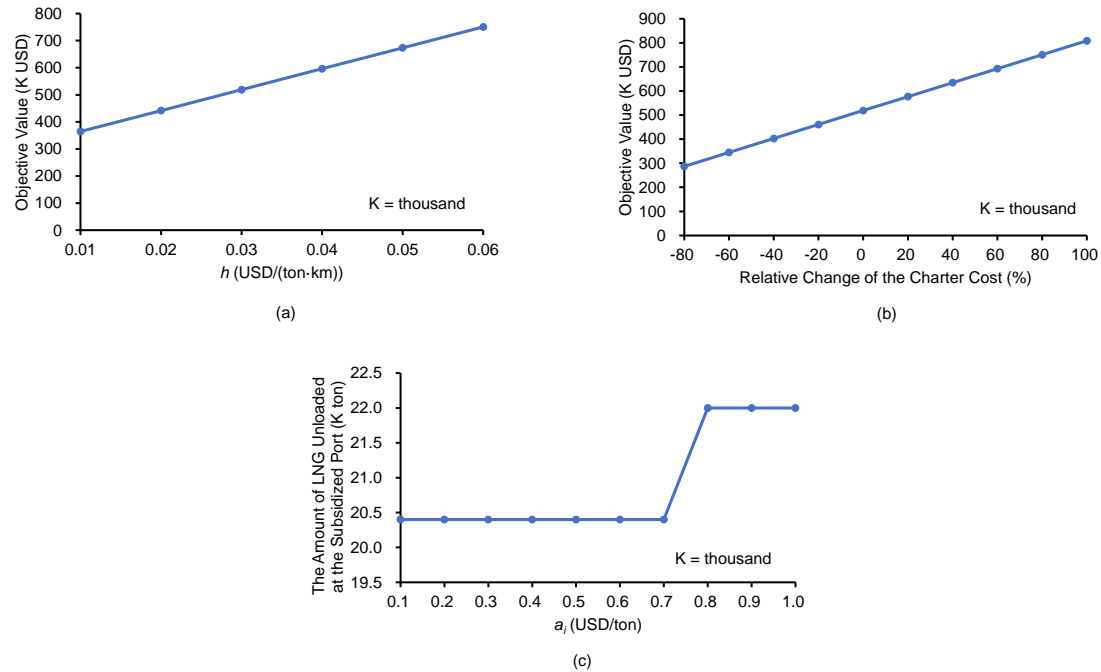 Objective Value (K USD)
800
700
600
500
400
300
200
100
0
K = thousand
0.01 0.02 0.03 0.04 0.05 0.06
h (USD/(ton·km))
(a)
Objective Value (K USD)
900
800
700
600
500
400
300
200
100
0
K = thousand
-80 -60 -40 -20 0 20 40 60 80 100
Relative Change of the Charter Cost (%)
(b)
The Amount of LNG Unloaded
at the Subsidized Port (K ton)
22.5
22.0
21.5
21.0
20.5
20.0
19.5
K = thousand
0.1 0.2 0.3 0.4 0.5 0.6 0.7 0.8 0.9 1.0
aᵢ (USD/ton)
(c)